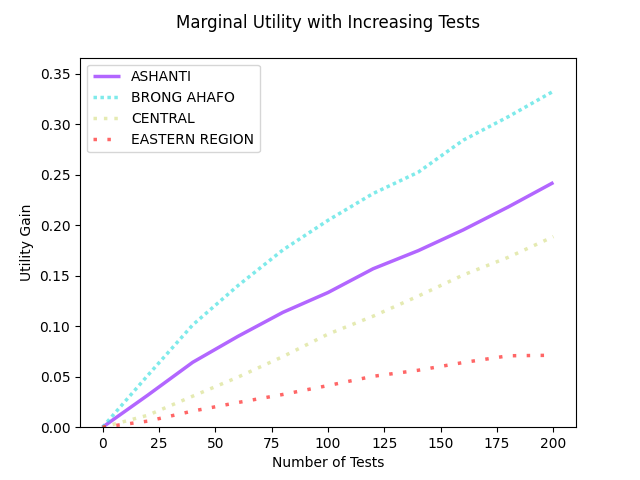 Marginal Utility with Increasing Tests
ASHANTI
BRONG AHAFO
CENTRAL
EASTERN REGION
Utility Gain
0.35
0.30
0.25
0.20
0.15
0.10
0.05
0.00
0 25 50 75 100 125 150 175 200
Number of Tests